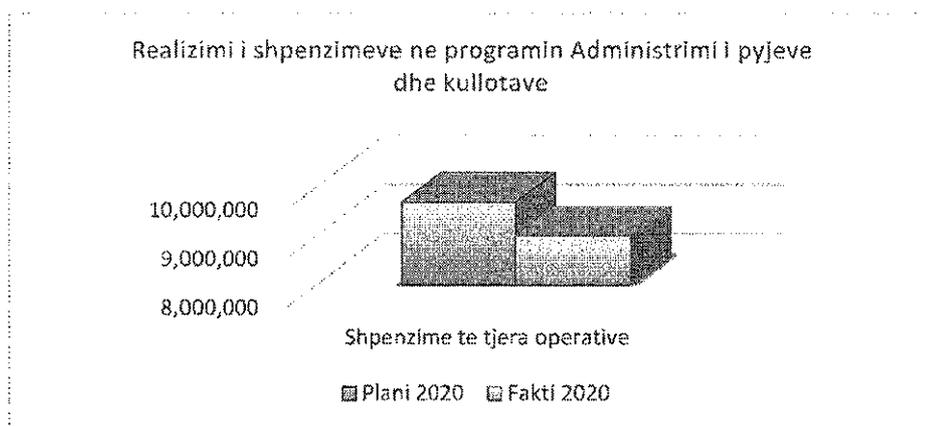 Realizimi i shpenzimeve ne programin Administrimi i pyjeve
dhe kullotave
10,000,000
9,000,000
8,000,000
Shpenzime te tjera operative
Plani 2020 Fakti 2020